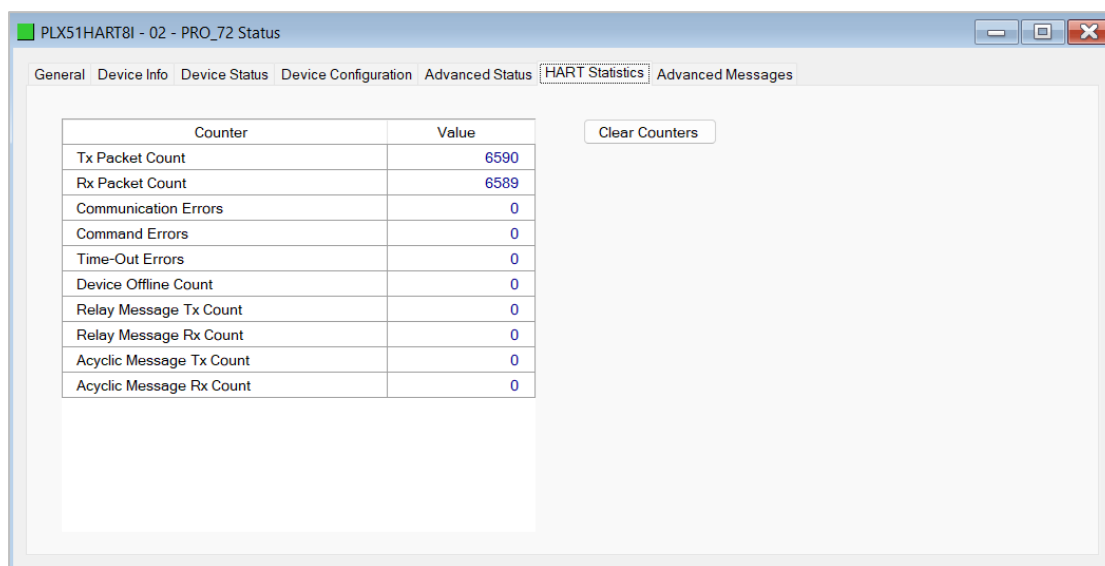 PLX51HART8I - 02 - PRO_72 Status
General Device Info Device Status Device Configuration Advanced Status HART Statistics Advanced Messages
Counter Value Clear Counters
Tx Packet Count 6590
Rx Packet Count 6589
Communication Errors 0
Command Errors 0
Time-Out Errors 0
Device Offline Count 0
Relay Message Tx Count 0
Relay Message Rx Count 0
Acyclic Message Tx Count 0
Acyclic Message Rx Count 0